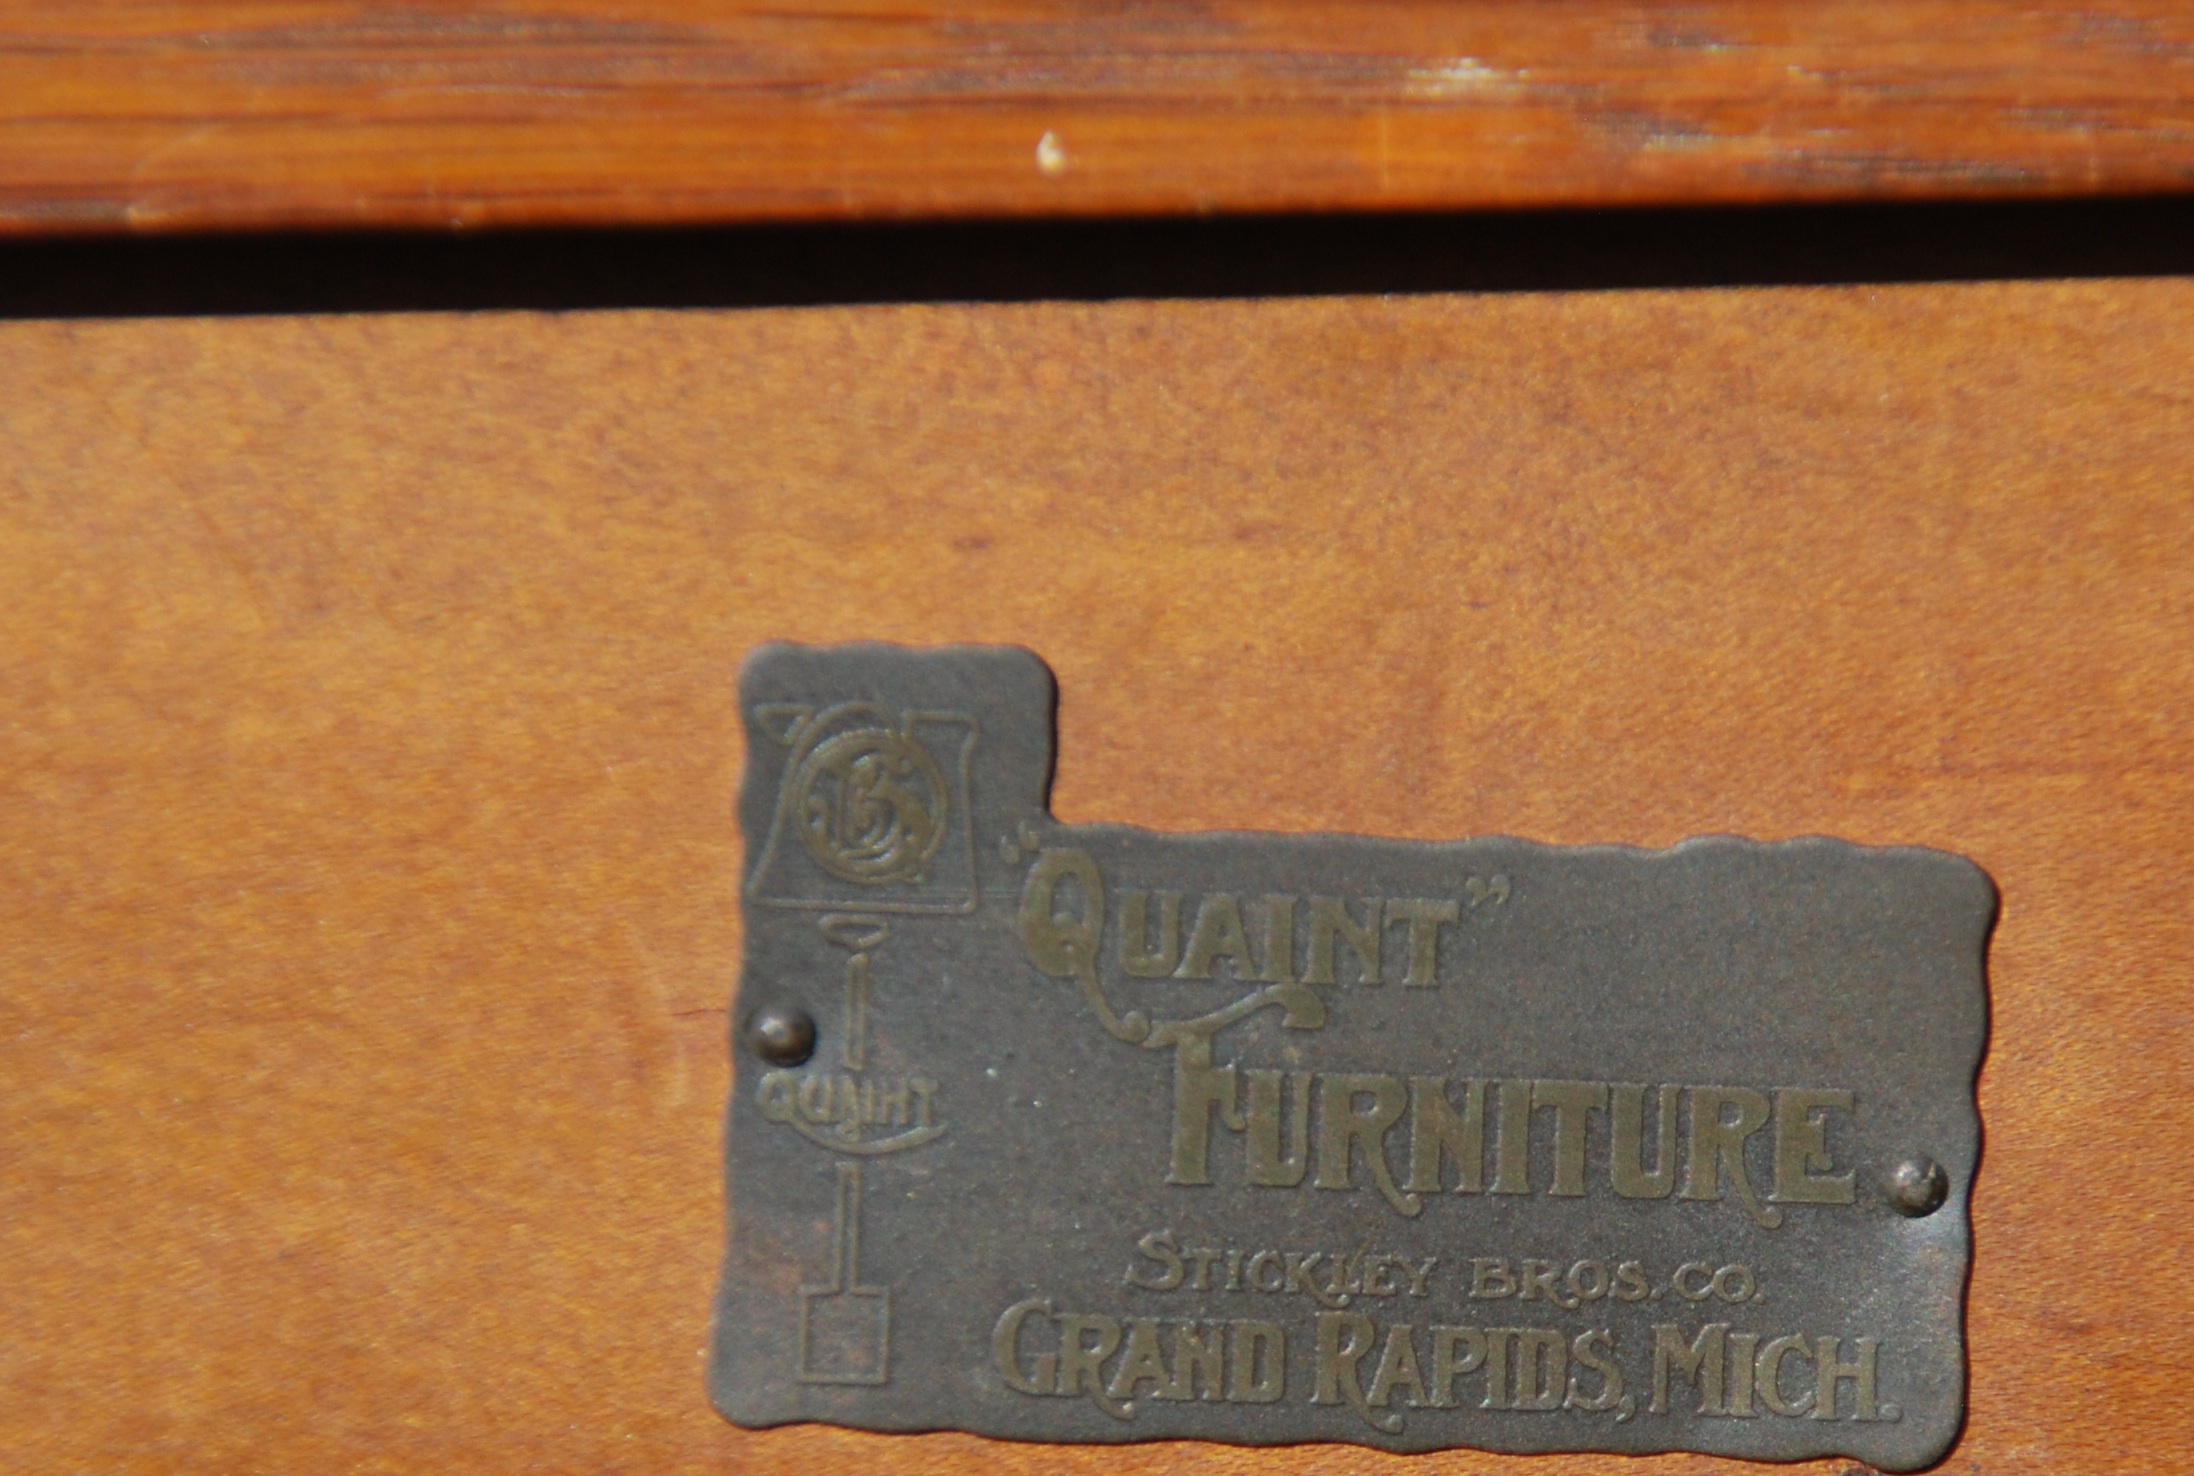 QUAINT
"QUAINT"
FURNITURE
STICKLEY BROS. CO.
GRAND RAPIDS, MICH.